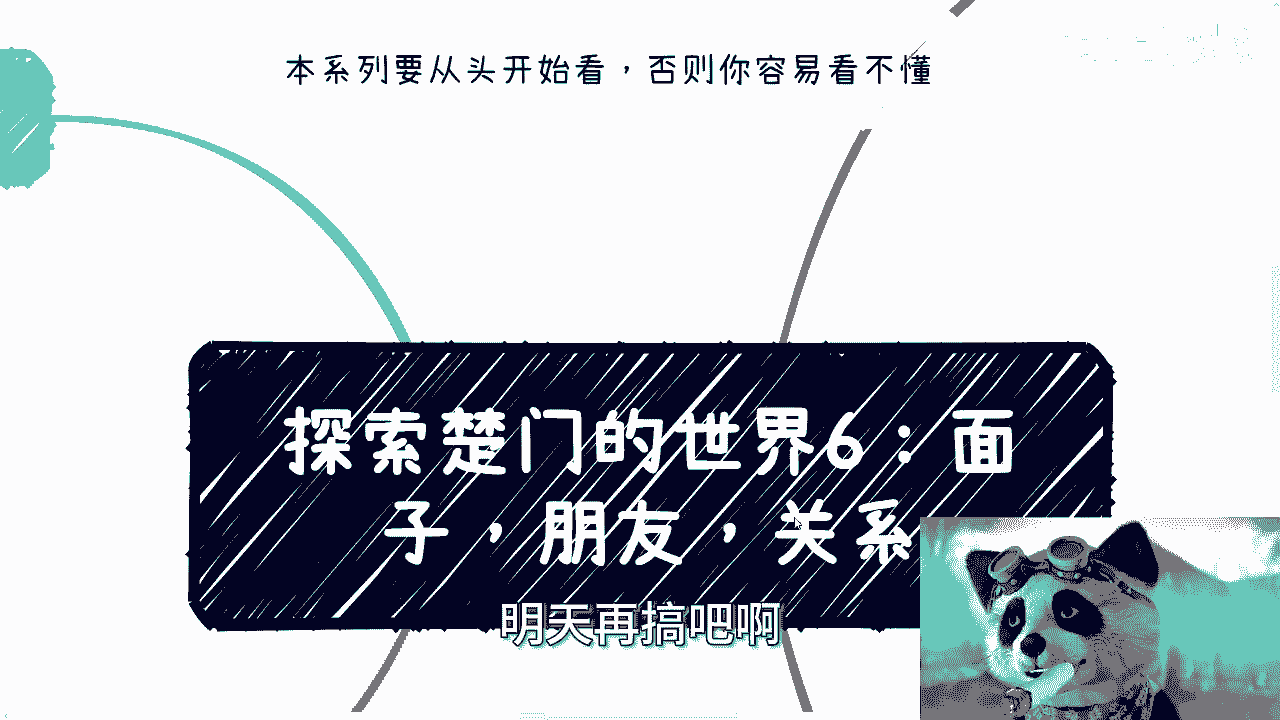 本系列要从头开始看，否则你容易看不懂
探索楚门的世界6：面
子，朋友，关系
明天再搞吧啊